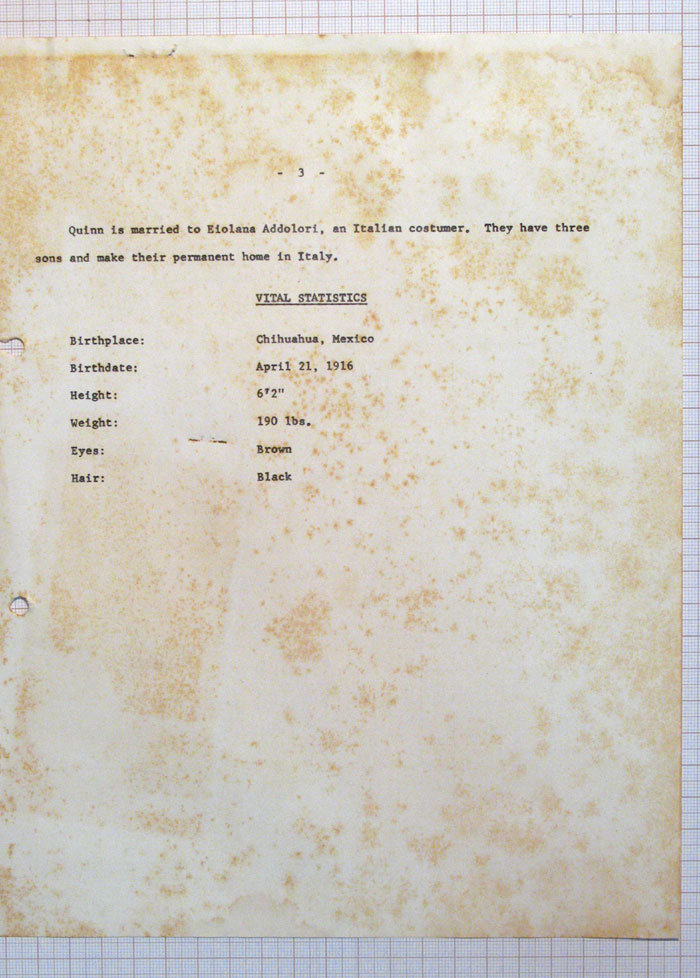 - 3 -
Quinn is married to Eiolana Addolori, an Italian costumer. They have three
sons and make their permanent home in Italy.
VITAL STATISTICS
Birthplace: Chihuahua, Mexico
Birthdate: April 21, 1916
Height: 6'2"
Weight: 190 lbs.
Eyes: Brown
Hair: Black